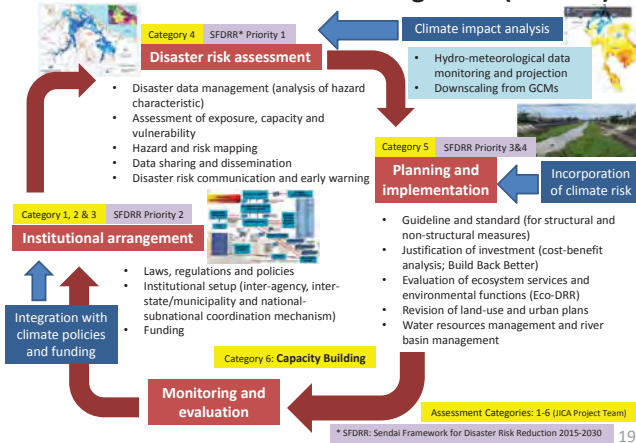 Category 4
SFDRR* Priority 1
Climate impact analysis
Disaster risk assessment
• Hydro-meteorological data
monitoring and projection
• Downscaling from GCMs
• Disaster data management (analysis of hazard
characteristic)
• Assessment of exposure, capacity and
vulnerability
• Hazard and risk mapping
• Data sharing and dissemination
• Disaster risk communication and early warning
Category 5
SFDRR Priority 3&4
Planning and
implementation
Incorporation
of climate risk
Category 1, 2 & 3
SFDRR Priority 2
Institutional arrangement
• Guideline and standard (for structural and
non-structural measures)
• Justification of investment (cost-benefit
analysis; Build Back Better)
• Evaluation of ecosystem services and
environmental functions (Eco-DRR)
• Revision of land-use and urban plans
• Water resources management and river
basin management
• Laws, regulations and policies
• Institutional setup (inter-agency, inter-
state/municipality and national-
subnational coordination mechanism)
• Funding
Integration with
climate policies
and funding
Category 6: Capacity Building
Monitoring and
evaluation
Assessment Categories: 1-6 (JICA Project Team)
* SFDRR: Sendai Framework for Disaster Risk Reduction 2015-2030
19